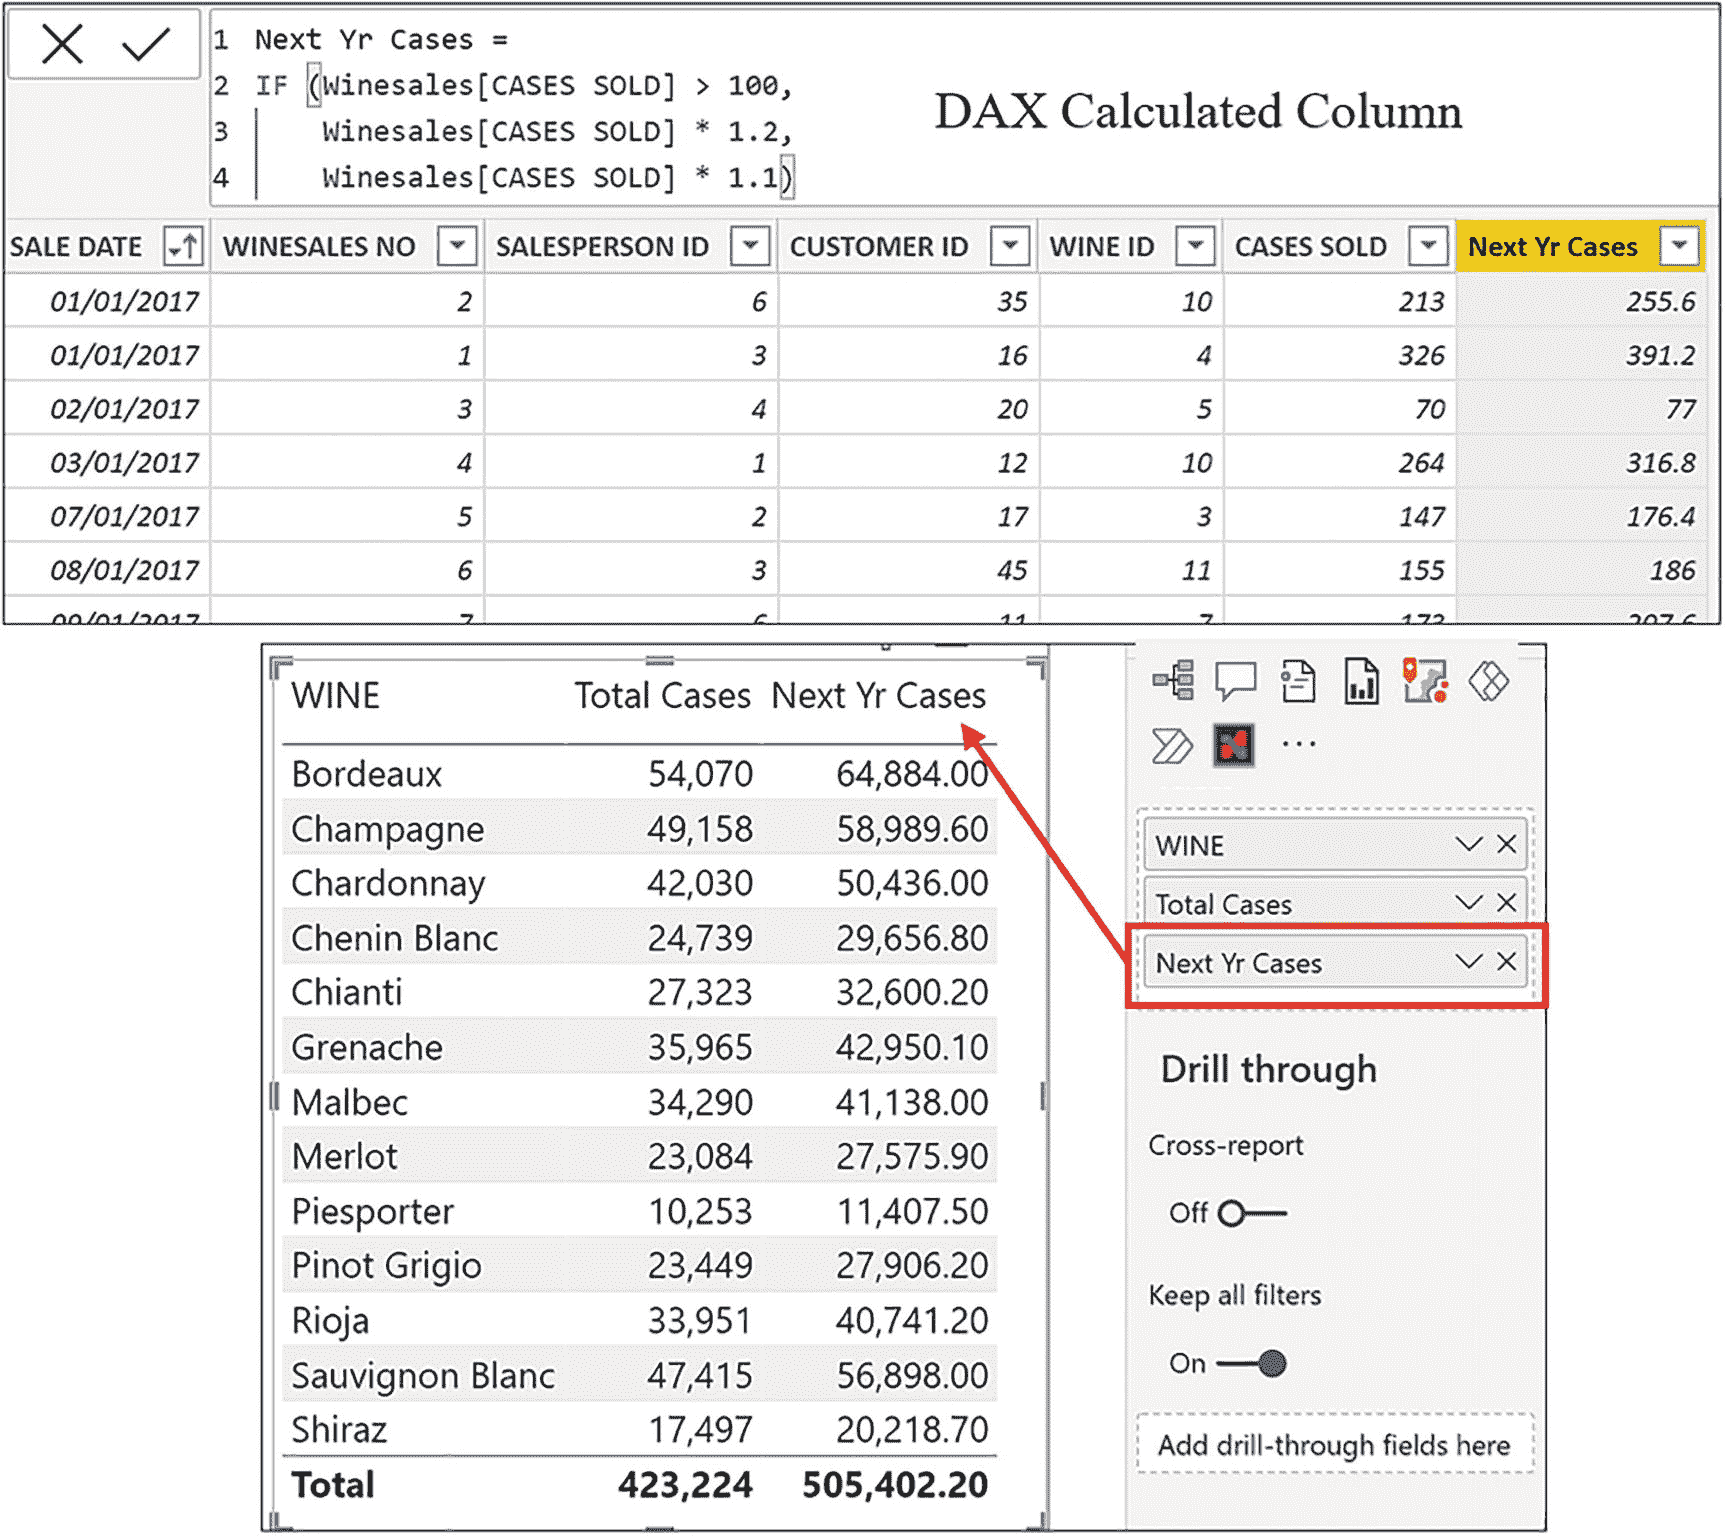 1 Next Yr Cases =
2 IF (Winesales[CASES SOLD] > 100,
3 Winesales[CASES SOLD] * 1.2,
4 Winesales[CASES SOLD] * 1.1)
DAX Calculated Column
SALE DATE WINESALES NO SALESPERSON ID CUSTOMER ID WINE ID CASES SOLD Next Yr Cases
01/01/2017 2 6 35 10 213 255.6
01/01/2017 1 3 16 4 326 391.2
02/01/2017 3 4 20 5 70 77
03/01/2017 4 1 12 10 264 316.8
07/01/2017 5 2 17 3 147 176.4
08/01/2017 6 3 45 11 155 186
09/01/2017 7 6 11 7 173 207.6
WINE Total Cases Next Yr Cases
Bordeaux 54,070 64,884.00
Champagne 49,158 58,989.60
Chardonnay 42,030 50,436.00
Chenin Blanc 24,739 29,656.80
Chianti 27,323 32,600.20
Grenache 35,965 42,950.10
Malbec 34,290 41,138.00
Merlot 23,084 27,575.90
Piesporter 10,253 11,407.50
Pinot Grigio 23,449 27,906.20
Rioja 33,951 40,741.20
Sauvignon Blanc 47,415 56,898.00
Shiraz 17,497 20,218.70
Total 423,224 505,402.20
WINE
Total Cases
Next Yr Cases
Drill through
Cross-report
Off
Keep all filters
On
Add drill-through fields here